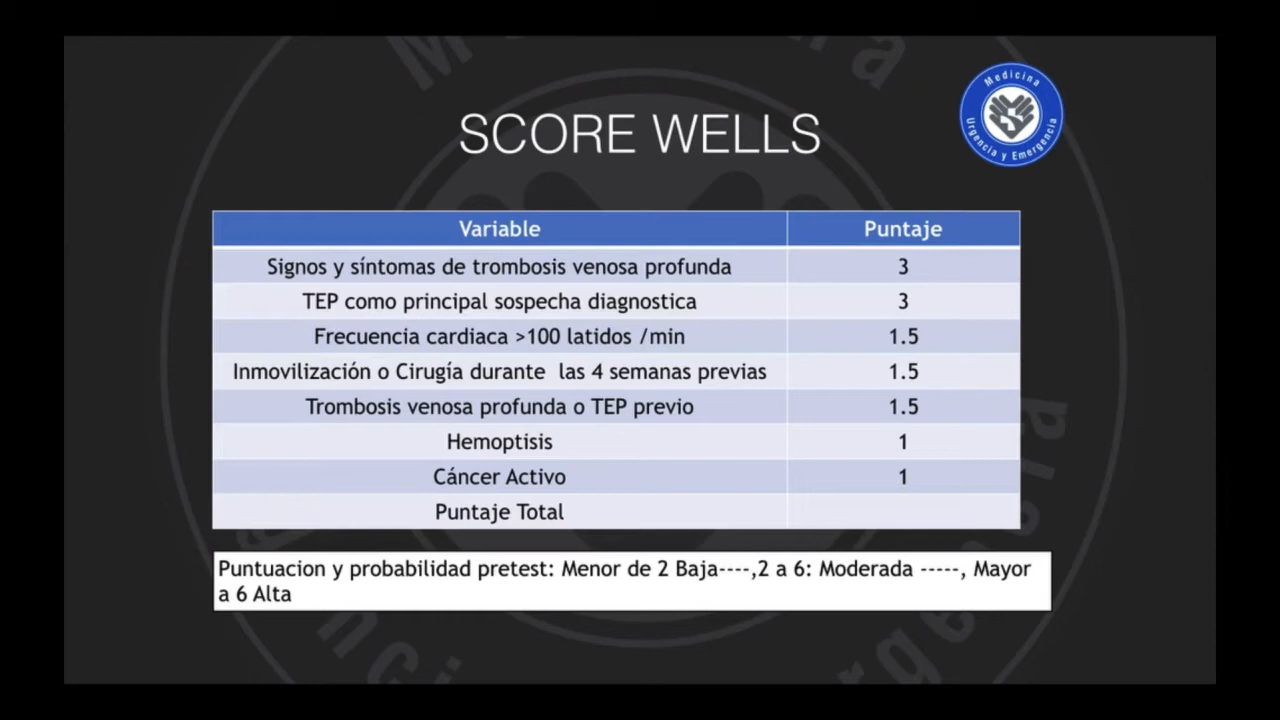 Medicina
Urgencia y Emergencia
SCORE WELLS
Variable Puntaje
Signos y síntomas de trombosis venosa profunda 3
TEP como principal sospecha diagnostica 3
Frecuencia cardiaca >100 latidos /min 1.5
Inmovilización o Cirugía durante las 4 semanas previas 1.5
Trombosis venosa profunda o TEP previo 1.5
Hemoptisis 1
Cáncer Activo 1
Puntaje Total
Puntuacion y probabilidad pretest: Menor de 2 Baja----,2 a 6: Moderada -----, Mayor
a 6 Alta